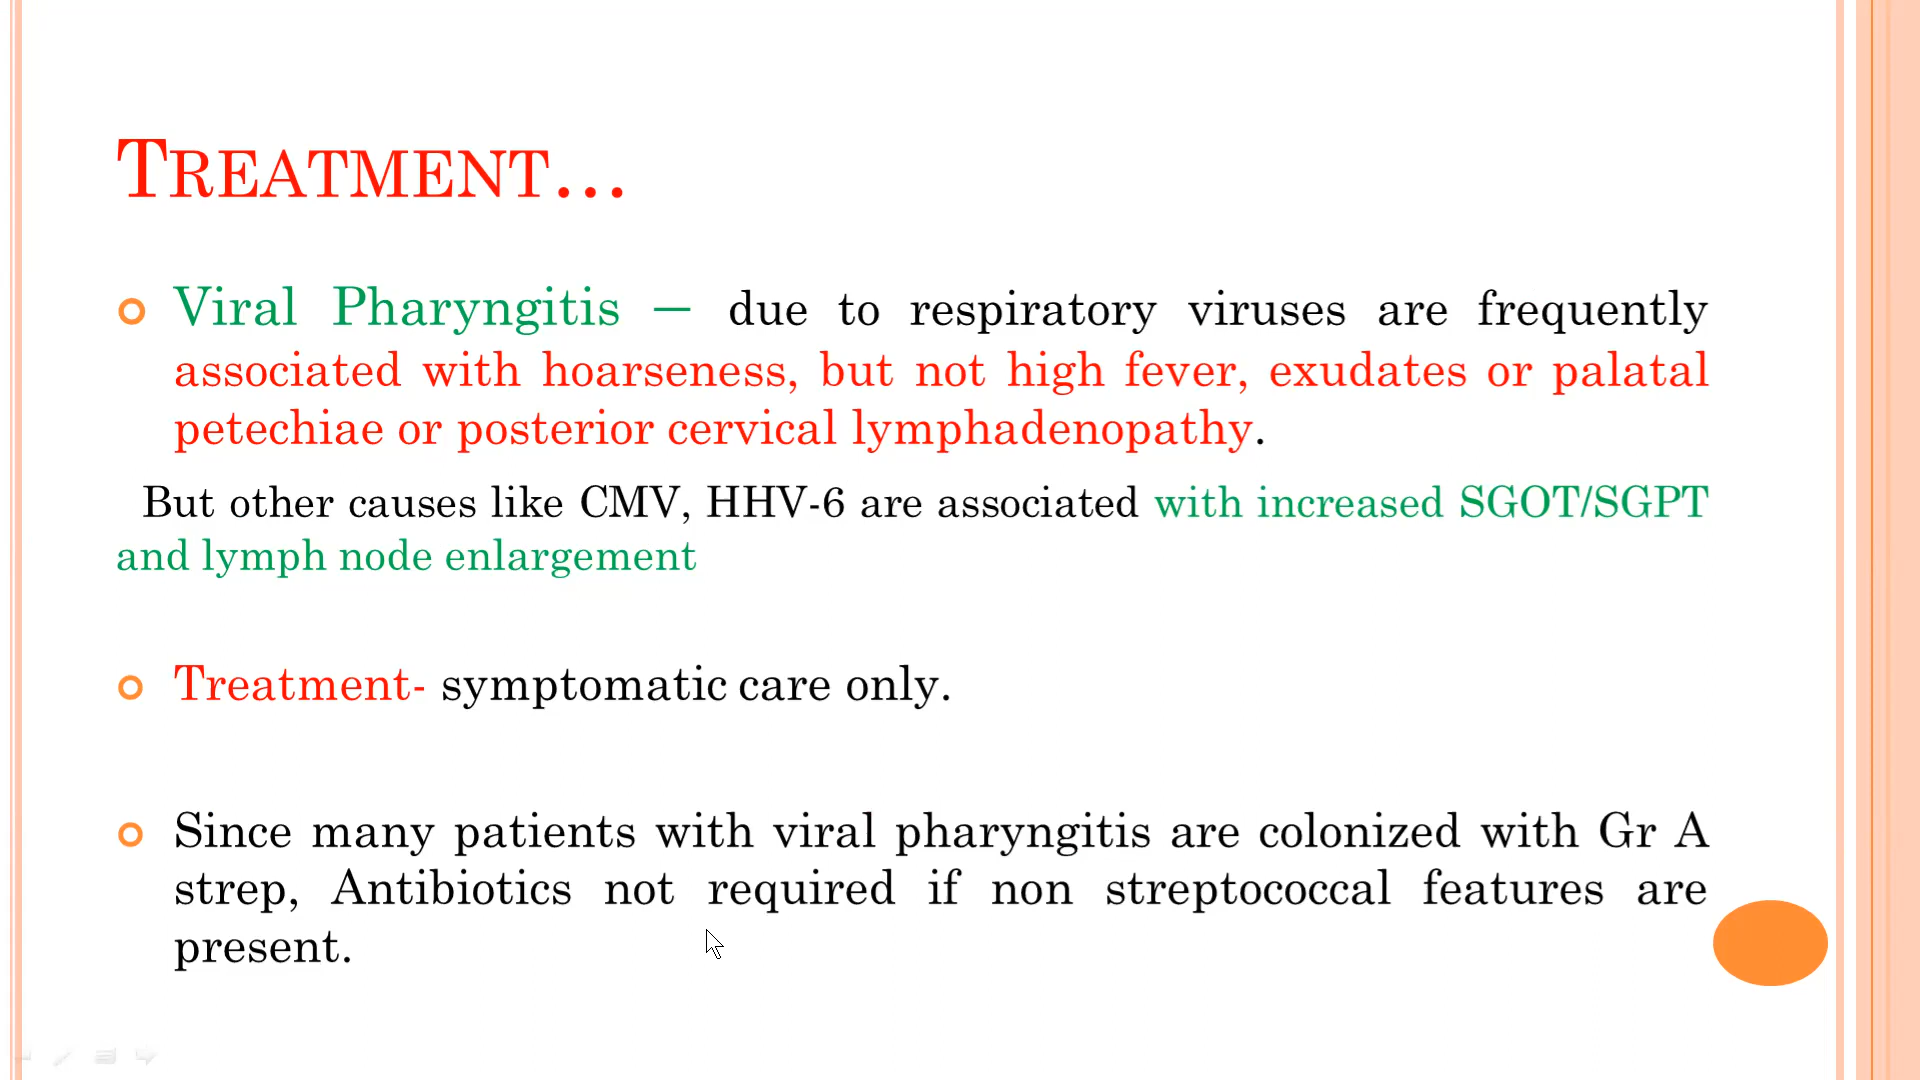 TREATMENT...
Viral Pharyngitis – due to respiratory viruses are frequently
associated with hoarseness, but not high fever, exudates or palatal
petechiae or posterior cervical lymphadenopathy.
But other causes like CMV, HHV-6 are associated with increased SGOT/SGPT
and lymph node enlargement
Treatment- symptomatic care only.
Since many patients with viral pharyngitis are colonized with Gr A
strep, Antibiotics not required if non streptococcal features are
present.